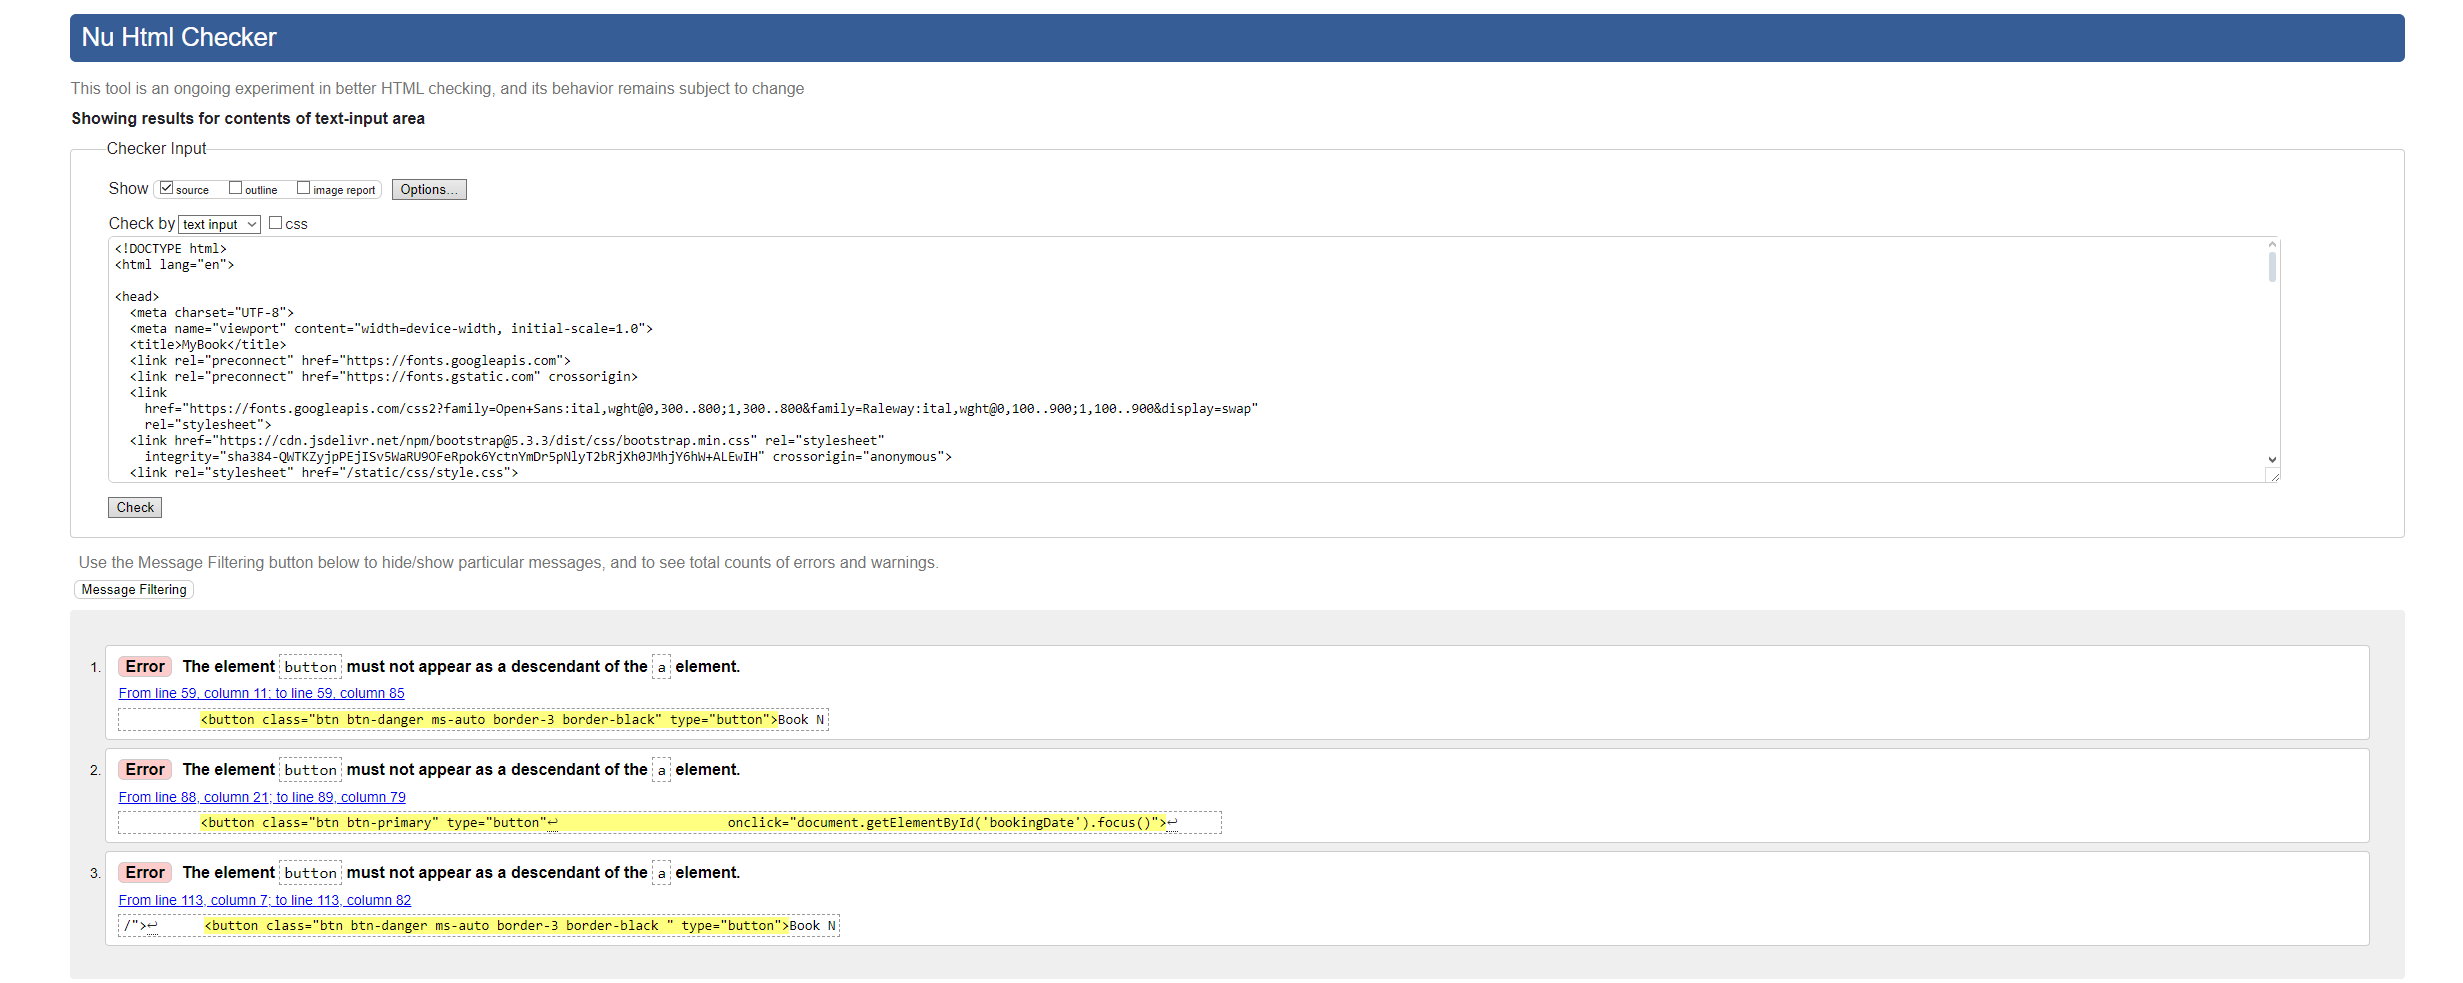 Nu Html Checker
This tool is an ongoing experiment in better HTML checking, and its behavior remains subject to change
Showing results for contents of text-input area
Checker Input
Show source outline image report Options...
Check by text input css
<!DOCTYPE html>
<html lang="en">
<head>
<meta charset="UTF-8">
<meta name="viewport" content="width=device-width, initial-scale=1.0">
<title>MyBook</title>
<link rel="preconnect" href="https://fonts.googleapis.com">
<link rel="preconnect" href="https://fonts.gstatic.com" crossorigin>
<link
href="https://fonts.googleapis.com/css2?family=Open+Sans:ital,wght@0,300..800;1,300..800&family=Raleway:ital,wght@0,100..900;1,100..900&display=swap"
rel="stylesheet">
<link href="https://cdn.jsdelivr.net/npm/bootstrap@5.3.3/dist/css/bootstrap.min.css" rel="stylesheet"
integrity="sha384-QWTKZyjpPEjISv5WaRU9OFeRpok6YctnYmDr5pNlyT2bRjXh0JMhjY6hW+ALEwIH" crossorigin="anonymous">
<link rel="stylesheet" href="/static/css/style.css">
Check
Use the Message Filtering button below to hide/show particular messages, and to see total counts of errors and warnings.
Message Filtering
1. Error The element button must not appear as a descendant of the a element.
From line 59, column 11; to line 59, column 85
<button class="btn btn-danger ms-auto border-3 border-black" type="button">Book N
2. Error The element button must not appear as a descendant of the a element.
From line 88, column 21; to line 89, column 79
<button class="btn btn-primary" type="button"↩ onclick="document.getElementById('bookingDate').focus()">↩
3. Error The element button must not appear as a descendant of the a element.
From line 113, column 7; to line 113, column 82
/">↩ <button class="btn btn-danger ms-auto border-3 border-black " type="button">Book N